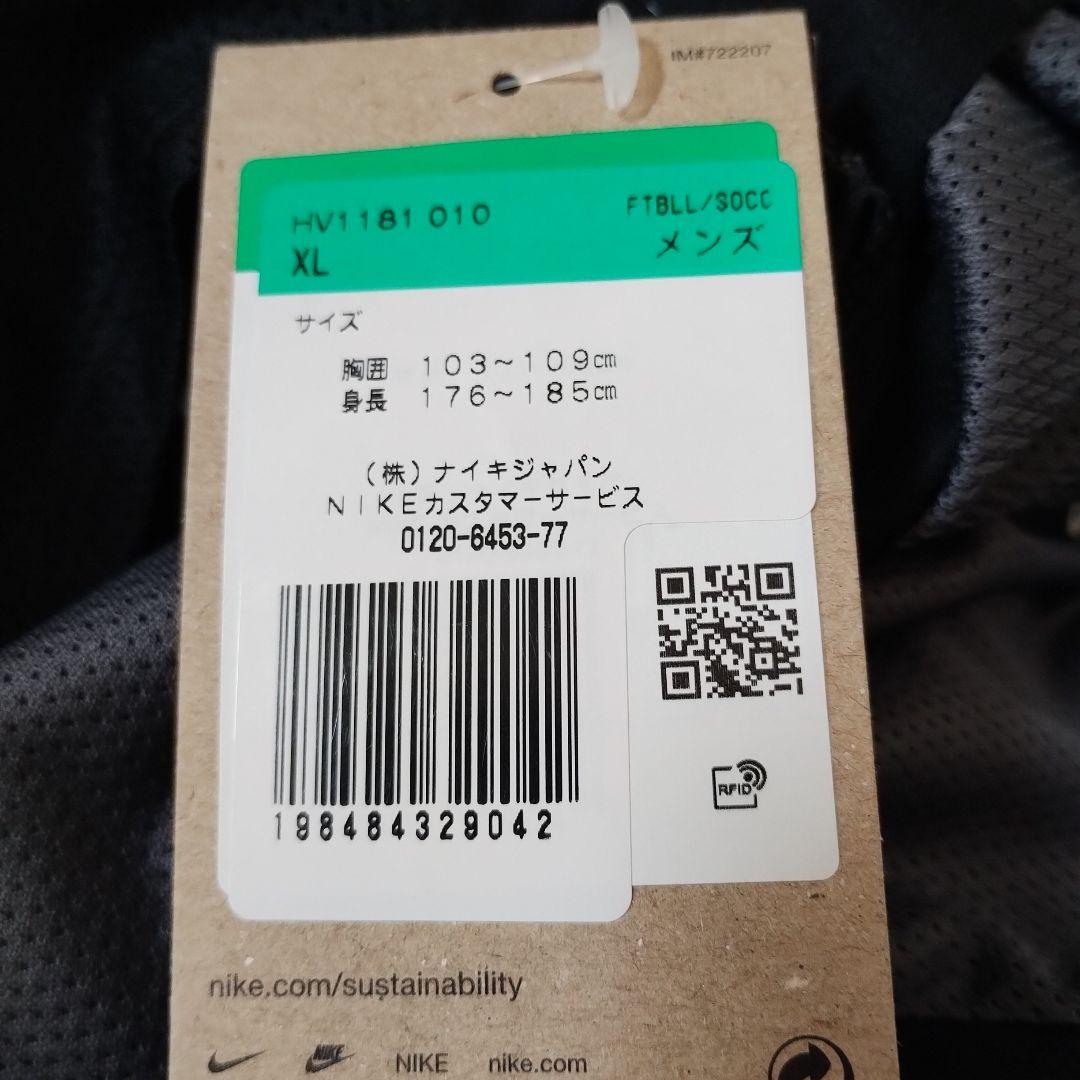 IM#722207
HV1181 010
FTBLL/SOCC
XL
メンズ
サイズ
胸囲 103~109㎝
身長 176~185㎝
(株)ナイキジャパン
NIKEカスタマーサービス
0120-6453-77
198484329042
RFID
nike.com/sustainability
NIKE NIKE nike.com